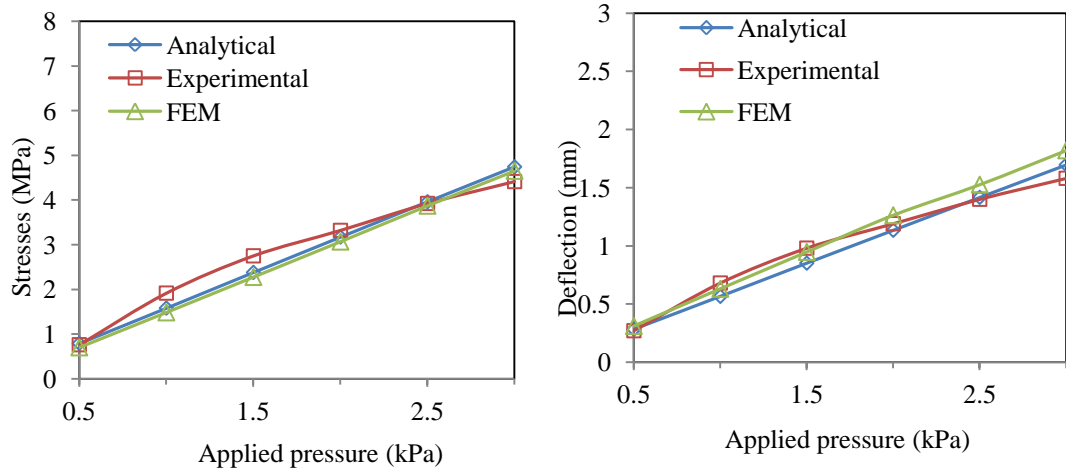 8
7
6
5
4
3
2
1
0
Stresses (MPa)
Analytical
Experimental
FEM
0.5
1.5
2.5
Applied pressure (kPa)
3
2.5
2
1.5
1
0.5
0
Deflection (mm)
Analytical
Experimental
FEM
0.5
1.5
2.5
Applied pressure (kPa)